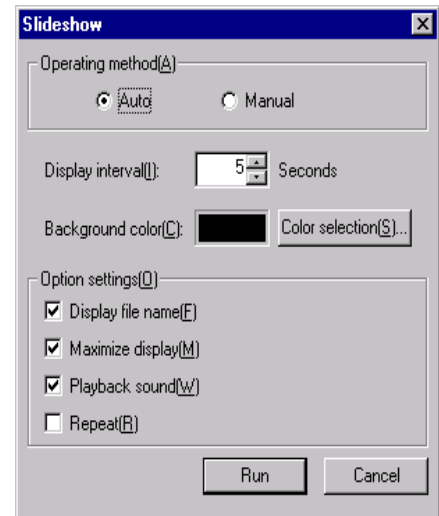 Slideshow
Operating method(A)
Auto Manual
Display interval(I): 5 Seconds
Background color(C): Color selection(S)...
Option settings(O)
Display file name(F)
Maximize display(M)
Playback sound(W)
Repeat(R)
Run Cancel